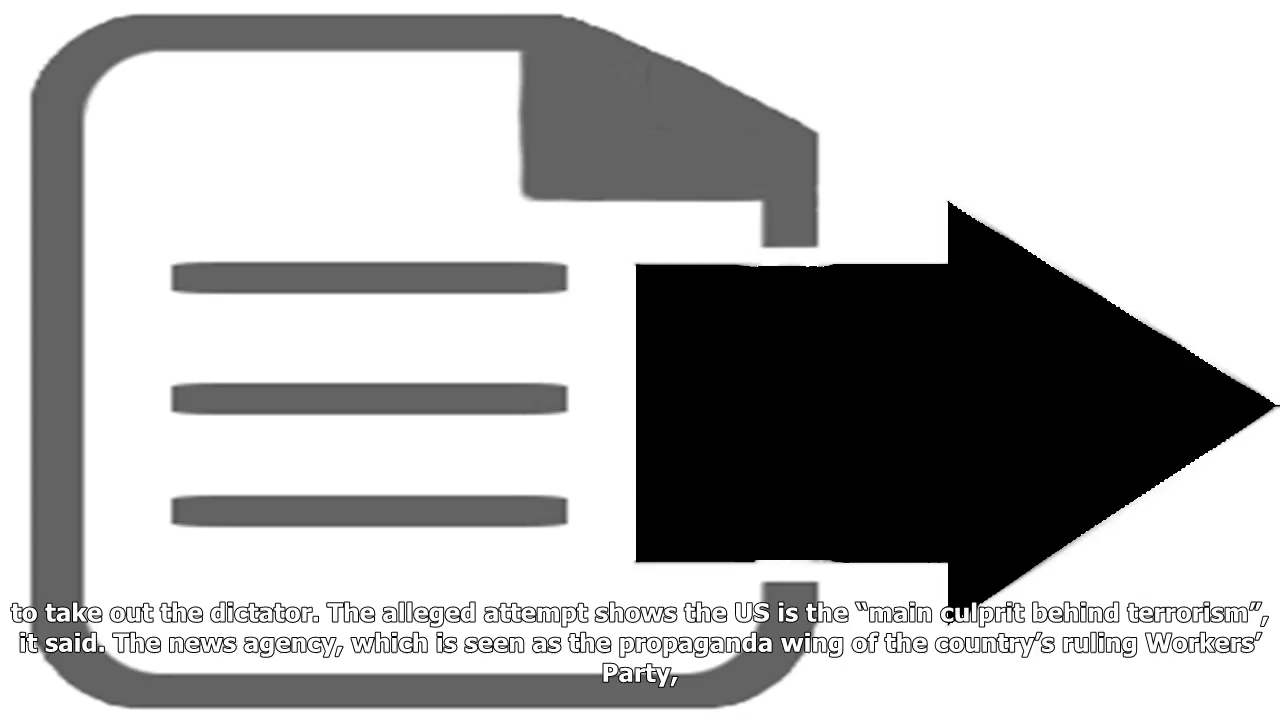 to take out the dictator. The alleged attempt shows the US is the “main culprit behind terrorism”,
it said. The news agency, which is seen as the propaganda wing of the country’s ruling Workers’
Party,